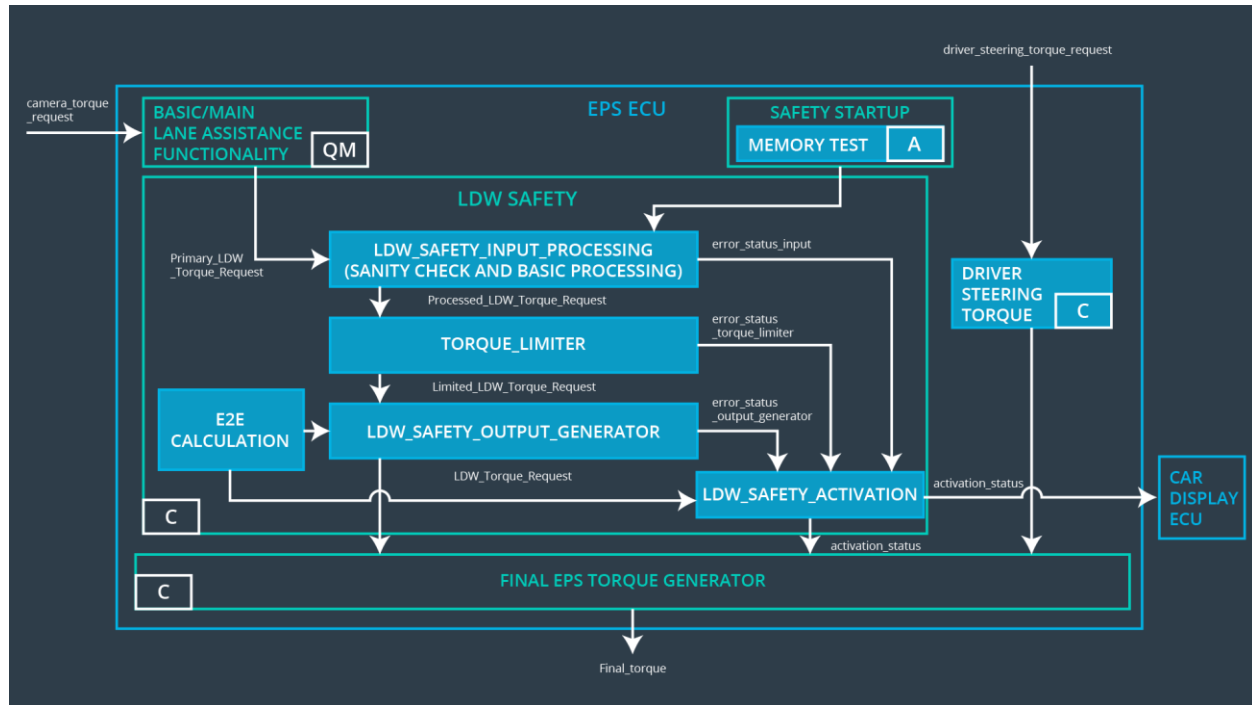 driver_steering_torque_request
camera_torque
_request
EPS ECU
BASIC/MAIN
LANE ASSISTANCE
FUNCTIONALITY
QM
SAFETY STARTUP
MEMORY TEST
A
LDW SAFETY
Primary_LDW
_Torque_Request
LDW_SAFETY_INPUT_PROCESSING
(SANITY CHECK AND BASIC PROCESSING)
error_status_input
DRIVER
STEERING
TORQUE
C
Processed_LDW_Torque_Request
TORQUE_LIMITER
error_status
_torque_limiter
Limited_LDW_Torque_Request
E2E
CALCULATION
LDW_SAFETY_OUTPUT_GENERATOR
error_status
_output_generator
LDW_Torque_Request
LDW_SAFETY_ACTIVATION
activation_status
CAR
DISPLAY
ECU
C
activation_status
FINAL EPS TORQUE GENERATOR
C
Final_torque